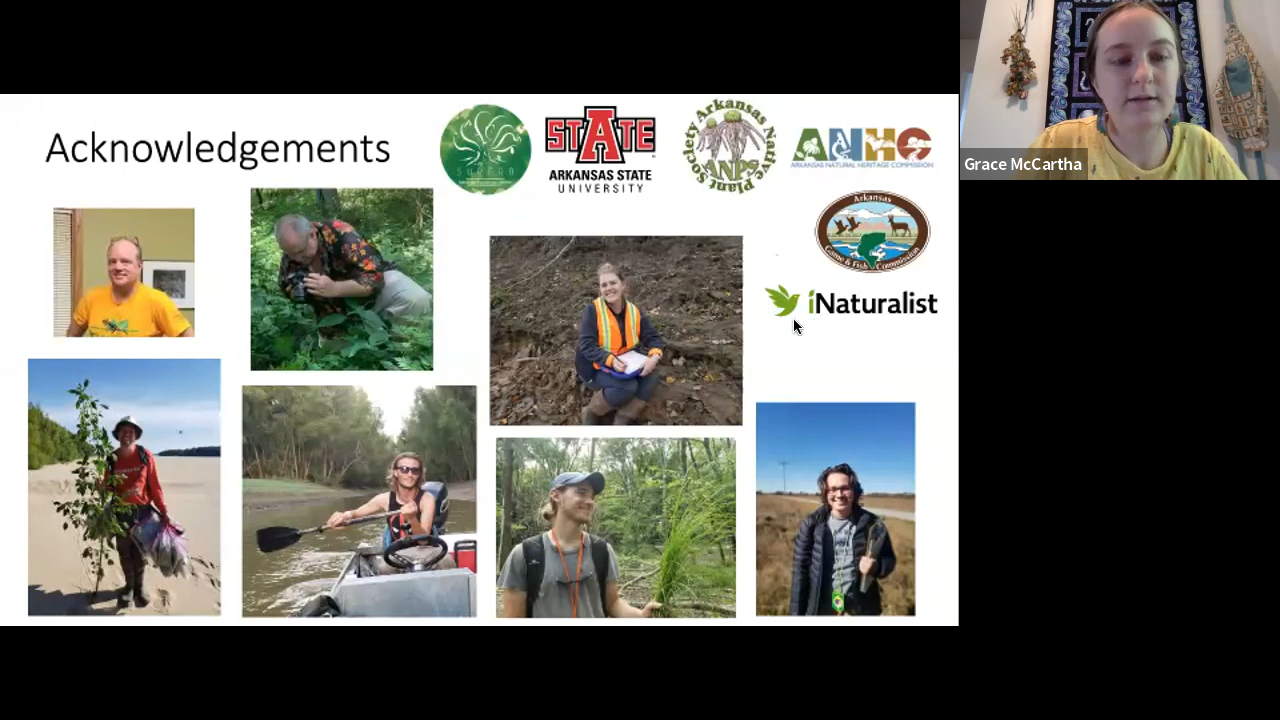 Acknowledgements
STATE
ARKANSAS STATE
UNIVERSITY
Arkansas Native Plant Society
ANPS
ANHC
ARKANSAS NATURAL HERITAGE COMMISSION
Arkansas
Game & Fish Commission
iNaturalist
Grace McCartha